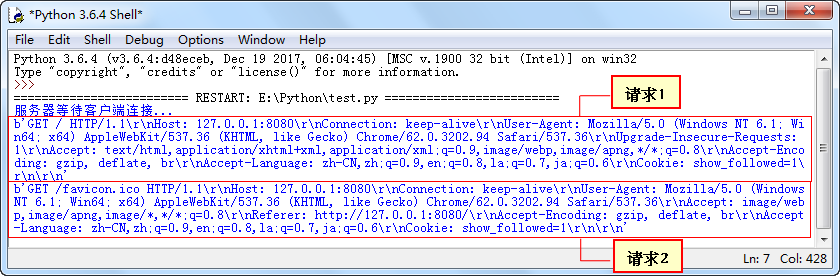 *Python 3.6.4 Shell*
File Edit Shell Debug Options Window Help
Python 3.6.4 (v3.6.4:d48eceb, Dec 19 2017, 06:04:45) [MSC v.1900 32 bit (Intel)] on win32
Type "copyright", "credits" or "license()" for more information.
>>>
======================== RESTART: E:\Python\test.py ========================
服务器等待客户端连接...
请求1
b'GET / HTTP/1.1\r\nHost: 127.0.0.1:8080\r\nConnection: keep-alive\r\nUser-Agent: Mozilla/5.0 (Windows NT 6.1; Wi
n64; x64) AppleWebKit/537.36 (KHTML, like Gecko) Chrome/62.0.3202.94 Safari/537.36\r\nUpgrade-Insecure-Requests:
1\r\nAccept: text/html,application/xhtml+xml,application/xml;q=0.9,image/webp,image/apng,*/*;q=0.8\r\nAccept-Enco
ding: gzip, deflate, br\r\nAccept-Language: zh-CN,zh;q=0.9,en;q=0.8,la;q=0.7,ja;q=0.6\r\nCookie: show_followed=1\
r\n\r\n'
b'GET /favicon.ico HTTP/1.1\r\nHost: 127.0.0.1:8080\r\nConnection: keep-alive\r\nUser-Agent: Mozilla/5.0 (Windows
NT 6.1; Win64; x64) AppleWebKit/537.36 (KHTML, like Gecko) Chrome/62.0.3202.94 Safari/537.36\r\nAccept: image/web
p,image/apng,image/*,*/*;q=0.8\r\nReferer: http://127.0.0.1:8080/\r\nAccept-Encoding: gzip, deflate, br\r\nAccept
-Language: zh-CN,zh;q=0.9,en;q=0.8,la;q=0.7,ja;q=0.6\r\nCookie: show_followed=1\r\n\r\n'
请求2
Ln: 7 Col: 428